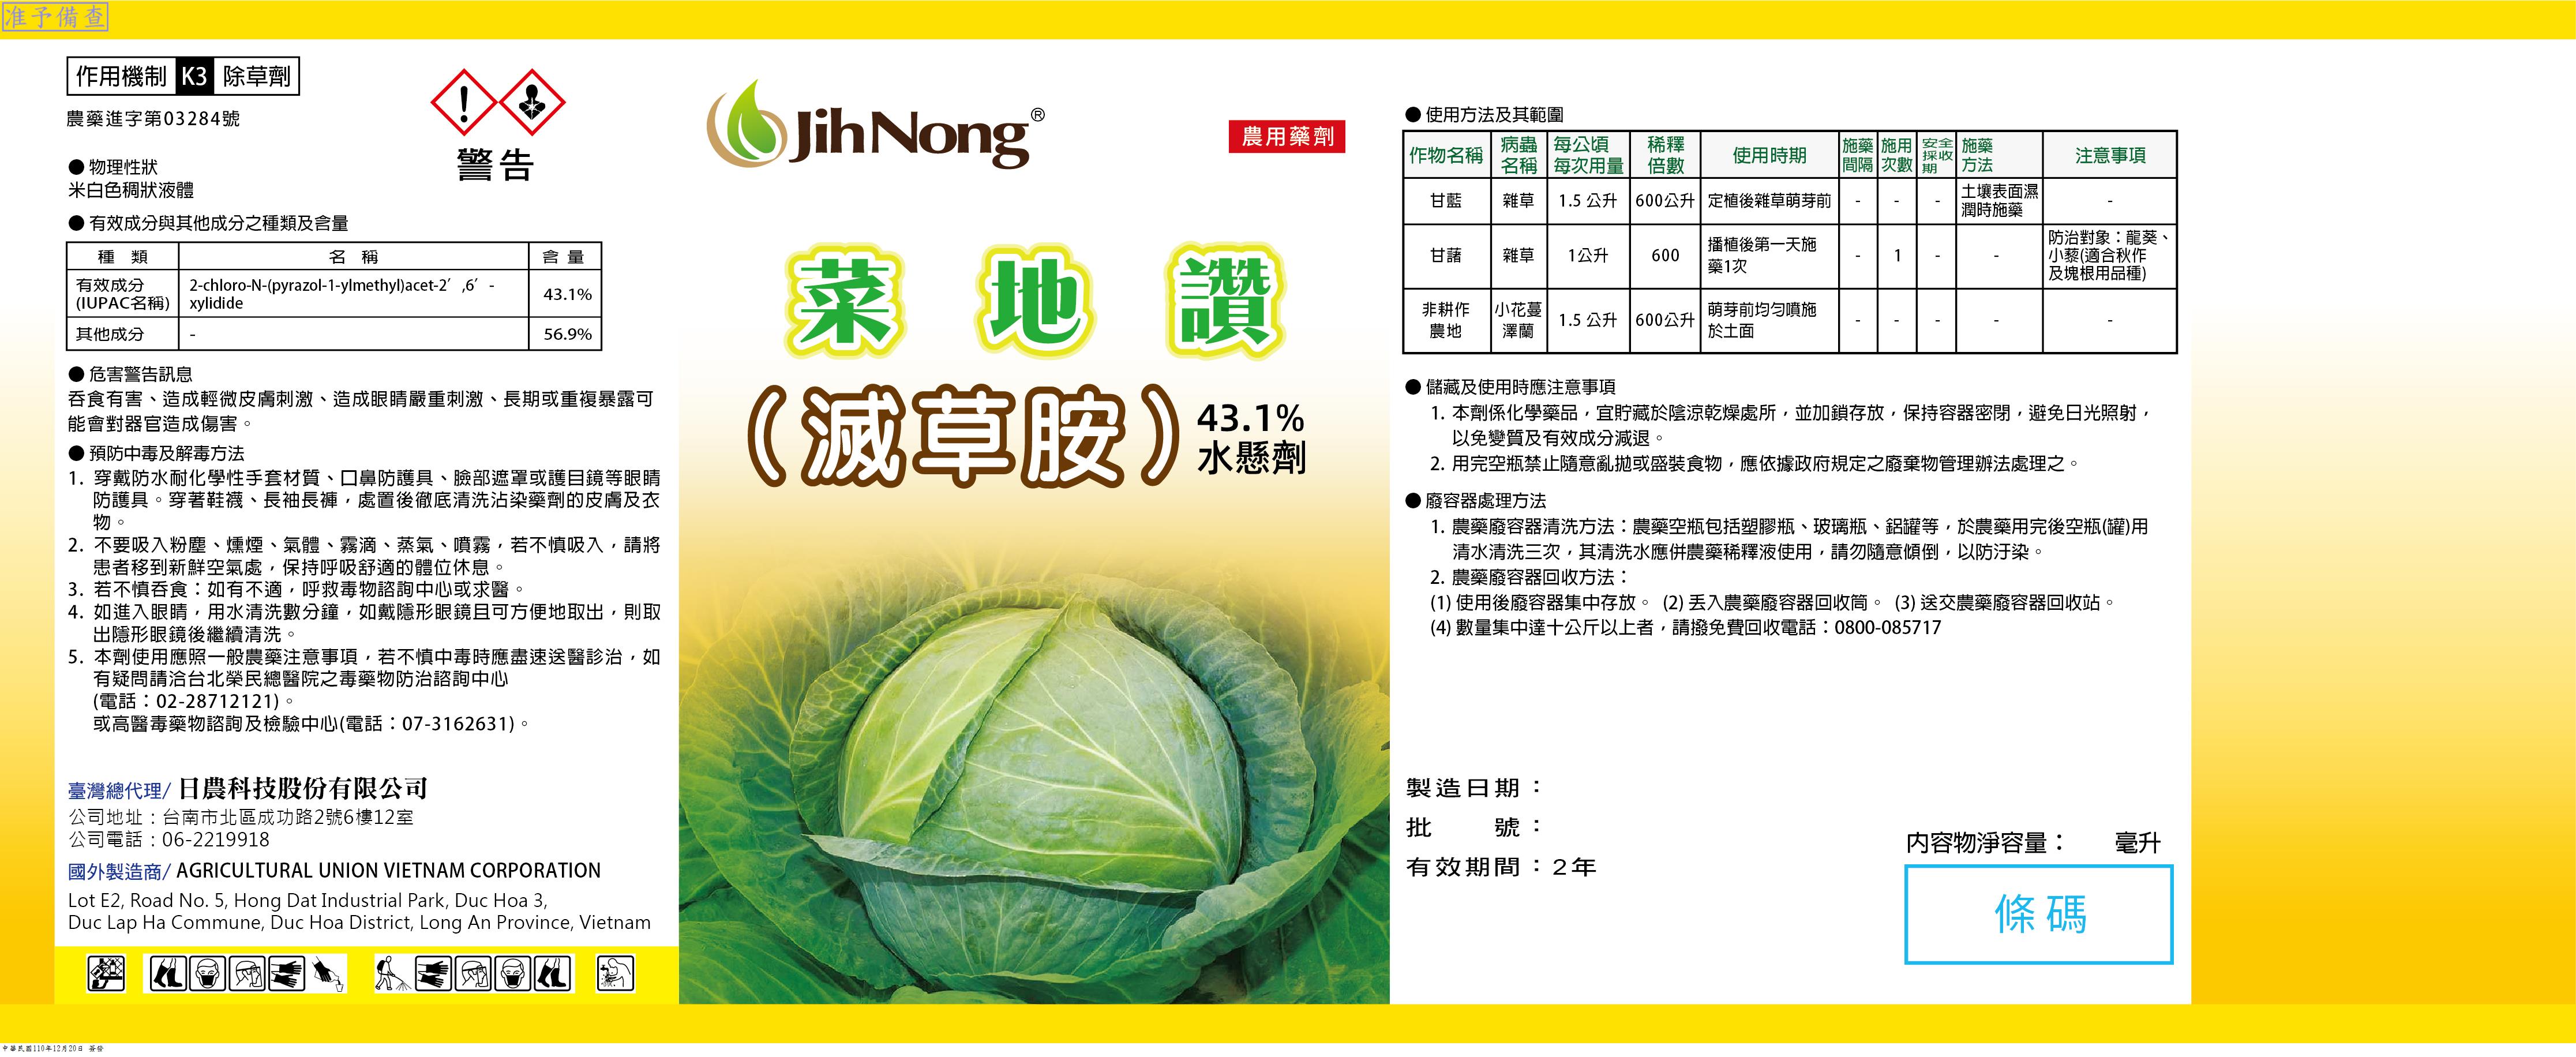 准予備查
作用機制 K3 除草劑
農藥進字第03284號
警告
● 物理性狀
米白色稠狀液體
● 有效成分與其他成分之種類及含量
種 類 名 稱 含 量
有效成分 (IUPAC名稱) 2-chloro-N-(pyrazol-1-ylmethyl)acet-2′,6′- xylidide 43.1%
其他成分 - 56.9%
● 危害警告訊息
吞食有害、造成輕微皮膚刺激、造成眼睛嚴重刺激、長期或重複暴露可
能會對器官造成傷害。
● 預防中毒及解毒方法
1. 穿戴防水耐化學性手套材質、口鼻防護具、臉部遮罩或護目鏡等眼睛
防護具。穿著鞋襪、長袖長褲，處置後徹底清洗沾染藥劑的皮膚及衣
物。
2. 不要吸入粉塵、燻煙、氣體、霧滴、蒸氣、噴霧，若不慎吸入，請將
患者移到新鮮空氣處，保持呼吸舒適的體位休息。
3. 若不慎吞食：如有不適，呼救毒物諮詢中心或求醫。
4. 如進入眼睛，用水清洗數分鐘，如戴隱形眼鏡且可方便地取出，則取
出隱形眼鏡後繼續清洗。
5. 本劑使用應照一般農藥注意事項，若不慎中毒時應盡速送醫診治，如
有疑問請洽台北榮民總醫院之毒藥物防治諮詢中心
(電話：02-28712121)。
或高醫毒藥物諮詢及檢驗中心(電話：07-3162631)。
臺灣總代理/ 日農科技股份有限公司
公司地址：台南市北區成功路2號6樓12室
公司電話：06-2219918
國外製造商/ AGRICULTURAL UNION VIETNAM CORPORATION
Lot E2, Road No. 5, Hong Dat Industrial Park, Duc Hoa 3,
Duc Lap Ha Commune, Duc Hoa District, Long An Province, Vietnam
JihNong®
農用藥劑
菜地讚
（滅草胺）
43.1%
水懸劑
● 使用方法及其範圍
作物名稱 病蟲名稱 每公頃每次用量 稀釋倍數 使用時期 施藥間隔 施用次數 安全採收期 施藥方法 注意事項
甘藍 雜草 1.5 公升 600公升 定植後雜草萌芽前 - - - 土壤表面濕潤時施藥 -
甘藷 雜草 1公升 600 播植後第一天施藥1次 - 1 - - 防治對象：龍葵、小藜(適合秋作及塊根用品種)
非耕作農地 小花蔓澤蘭 1.5 公升 600公升 萌芽前均勻噴施於土面 - - - - -
● 儲藏及使用時應注意事項
1. 本劑係化學藥品，宜貯藏於陰涼乾燥處所，並加鎖存放，保持容器密閉，避免日光照射，
以免變質及有效成分減退。
2. 用完空瓶禁止隨意亂拋或盛裝食物，應依據政府規定之廢棄物管理辦法處理之。
● 廢容器處理方法
1. 農藥廢容器清洗方法：農藥空瓶包括塑膠瓶、玻璃瓶、鋁罐等，於農藥用完後空瓶(罐)用
清水清洗三次，其清洗水應併農藥稀釋液使用，請勿隨意傾倒，以防汙染。
2. 農藥廢容器回收方法：
(1) 使用後廢容器集中存放。 (2) 丟入農藥廢容器回收筒。 (3) 送交農藥廢容器回收站。
(4) 數量集中達十公斤以上者，請撥免費回收電話：0800-085717
製造日期：
批 號：
有效期間：2年
內容物淨容量： 毫升
條碼
中華民國110年12月20日 簽發